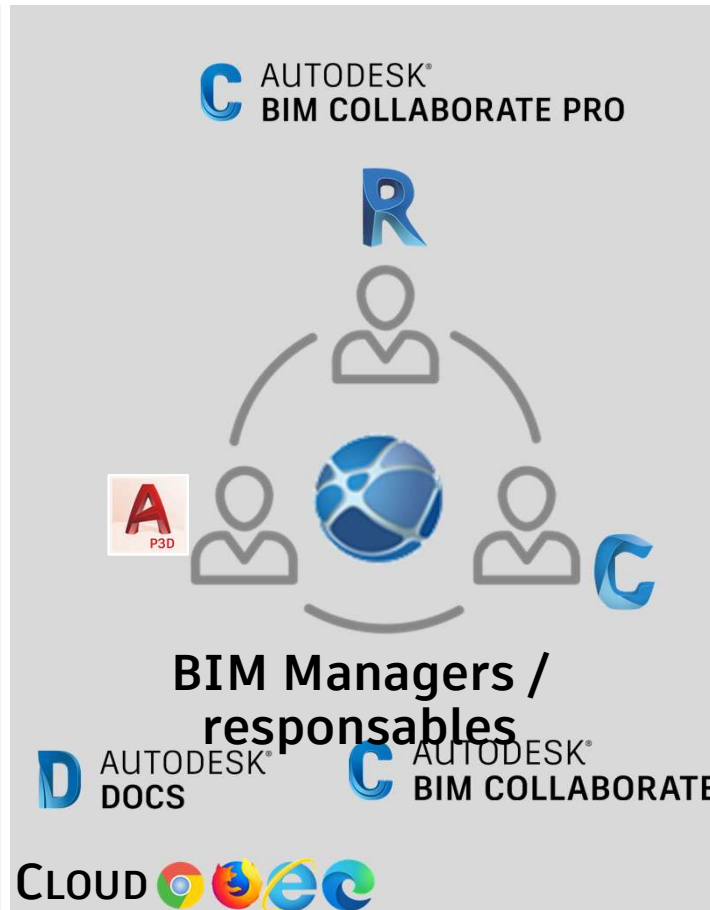 AUTODESK®
BIM COLLABORATE PRO
R
A
P3D
C
BIM Managers /
responsables
AUTODESK®
DOCS
AUTODESK®
BIM COLLABORATE
CLOUD